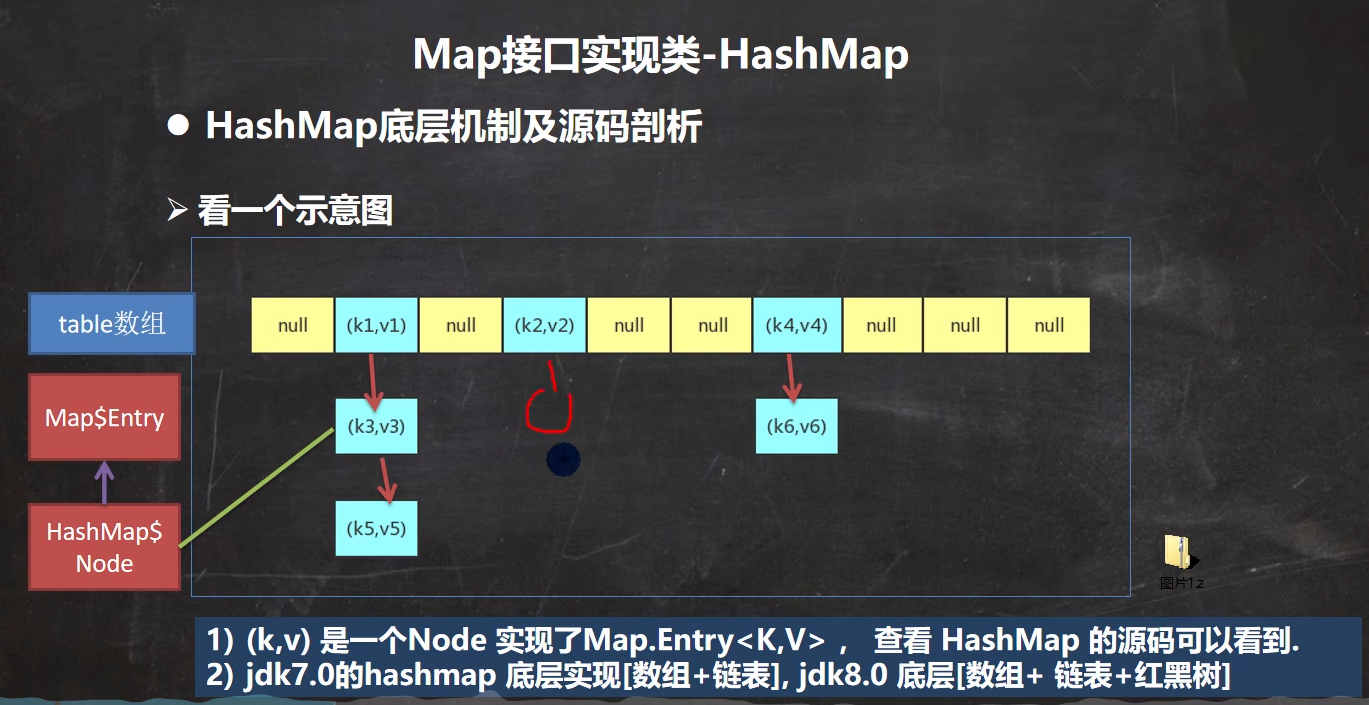 Map接口实现类-HashMap
HashMap底层机制及源码剖析
看一个示意图
table数组
null (k1,v1) null (k2,v2) null null (k4,v4) null null null
Map$Entry
(k3,v3) (k6,v6)
HashMap$
Node
(k5,v5)
图片1.z
1) (k,v) 是一个Node 实现了Map.Entry<K,V> ， 查看 HashMap 的源码可以看到.
2) jdk7.0的hashmap 底层实现[数组+链表], jdk8.0 底层[数组+ 链表+红黑树]